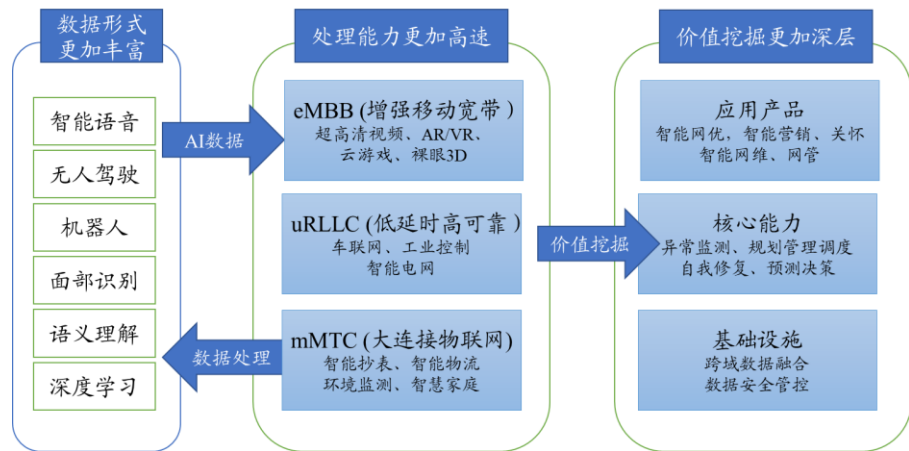 数据形式
更加丰富
智能语音
无人驾驶
机器人
面部识别
语义理解
深度学习
AI数据
数据处理
处理能力更加高速
eMBB (增强移动宽带)
超高清视频、AR/VR、
云游戏、裸眼3D
uRLLC (低延时高可靠)
车联网、工业控制
智能电网
mMTC (大连接物联网)
智能抄表、智能物流
环境监测、智慧家庭
价值挖掘
价值挖掘更加深层
应用产品
智能网优，智能营销、关怀
智能网维、网管
核心能力
异常监测、规划管理调度
自我修复、预测决策
基础设施
跨域数据融合
数据安全管控